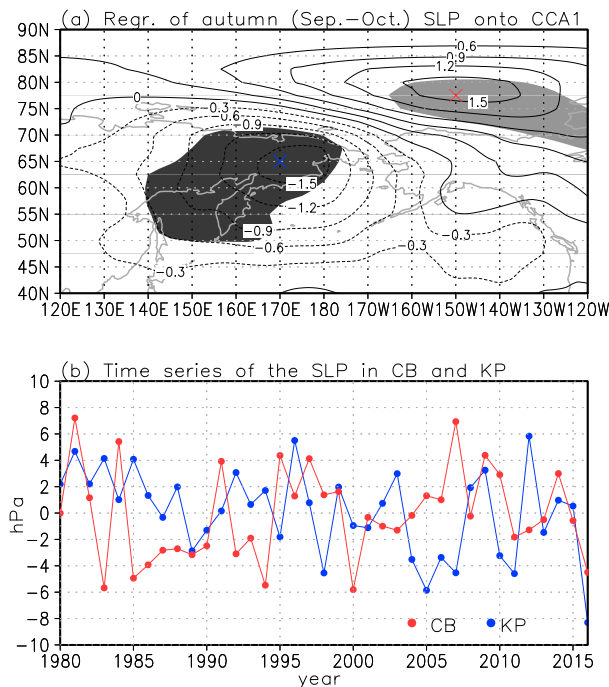 (a) Regr. of autumn (Sep.-Oct.) SLP onto CCA1
90N
85N
80N
75N
70N
65N
60N
55N
50N
45N
40N
0.6
0.9
1.2
1.5
0
0.3
0.6
-0.9
-1.5
-1.2
-0.9
-0.6
-0.3
-0.3
-0.3
120E 130E 140E 150E 160E 170E 180 170W 160W 150W 140W 130W 120W
(b) Time series of the SLP in CB and KP
10
8
6
4
2
0
-2
-4
-6
-8
-10
hPa
CB KP
1980 1985 1990 1995 2000 2005 2010 2015
year